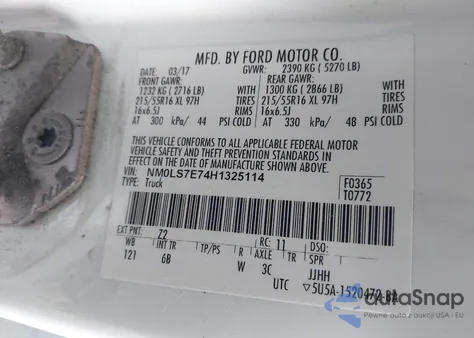 MFD. BY FORD MOTOR CO.
DATE: 03/17 GVWR: 2390 KG ( 5270 LB)
FRONT GAWR: REAR GAWR:
1232 KG ( 2716 LB) 1300 KG ( 2866 LB)
215/55R16 XL 97H TIRES 215/55R16 XL 97H TIRES
16x6.5J RIMS 16x6.5J RIMS
AT 300 kPa/ 44 PSI COLD AT 330 kPa/ 48 PSI COLD
THIS VEHICLE CONFORMS TO ALL APPLICABLE FEDERAL MOTOR
VEHICLE SAFETY AND THEFT PREVENTION STANDARDS IN
EFFECT ON THE DATE OF MANUFACTURE SHOWN ABOVE.
VIN: NM0LS7E74H1325114
TYPE: Truck
F0365
T0772
EXT PNT: Z2 RC: 11 DSO:
WB INT TR TP/PS R AXLE TR SPR
121 6B W 3C JJHH
UTC ▽5U5A-1520472-BA
autoSnap
Pewne auto z USA i EU